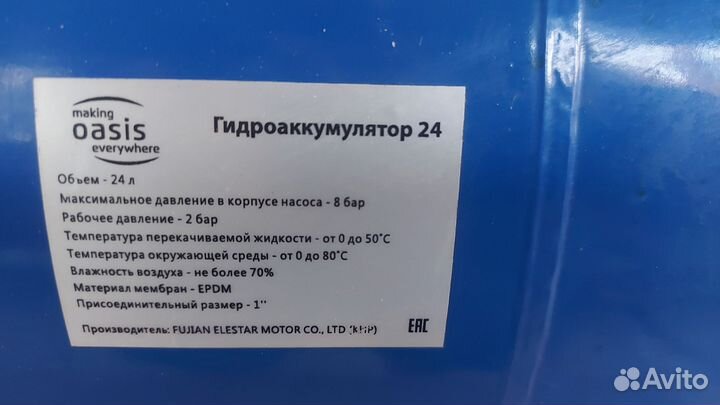 making
oasis
everywhere
Гидроаккумулятор 24
Объем - 24 л
Максимальное давление в корпусе насоса - 8 бар
Рабочее давление - 2 бар
Температура перекачиваемой жидкости - от 0 до 50°С
Температура окружающей среды - от 0 до 80°С
Влажность воздуха - не более 70%
Материал мембран - EPDM
Присоединительный размер - 1''
Производитель: FUJIAN ELESTAR MOTOR CO., LTD (КНР)
EAC
Avito